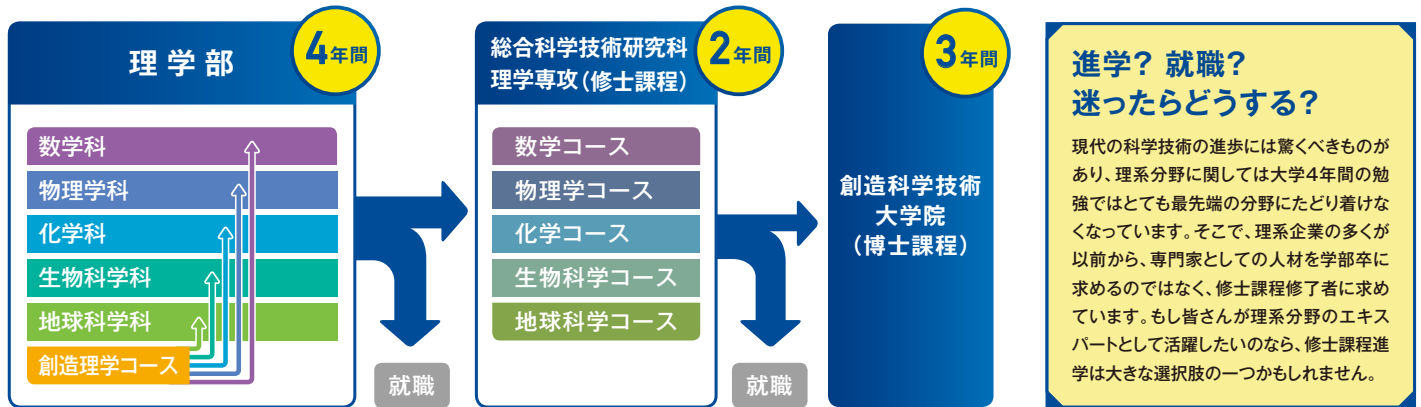 理学部
4年間
数学科
物理学科
化学科
生物科学科
地球科学科
創造理学コース
就職
総合科学技術研究科
理学専攻(修士課程)
2年間
数学コース
物理学コース
化学コース
生物科学コース
地球科学コース
就職
3年間
創造科学技術
大学院
(博士課程)
進学? 就職?
迷ったらどうする?
現代の科学技術の進歩には驚くべきものが
あり、理系分野に関しては大学4年間の勉
強ではとても最先端の分野にたどり着けな
くなっています。そこで、理系企業の多くが
以前から、専門家としての人材を学部卒に
求めるのではなく、修士課程修了者に求め
ています。もし皆さんが理系分野のエキス
パートとして活躍したいのなら、修士課程進
学は大きな選択肢の一つかもしれません。